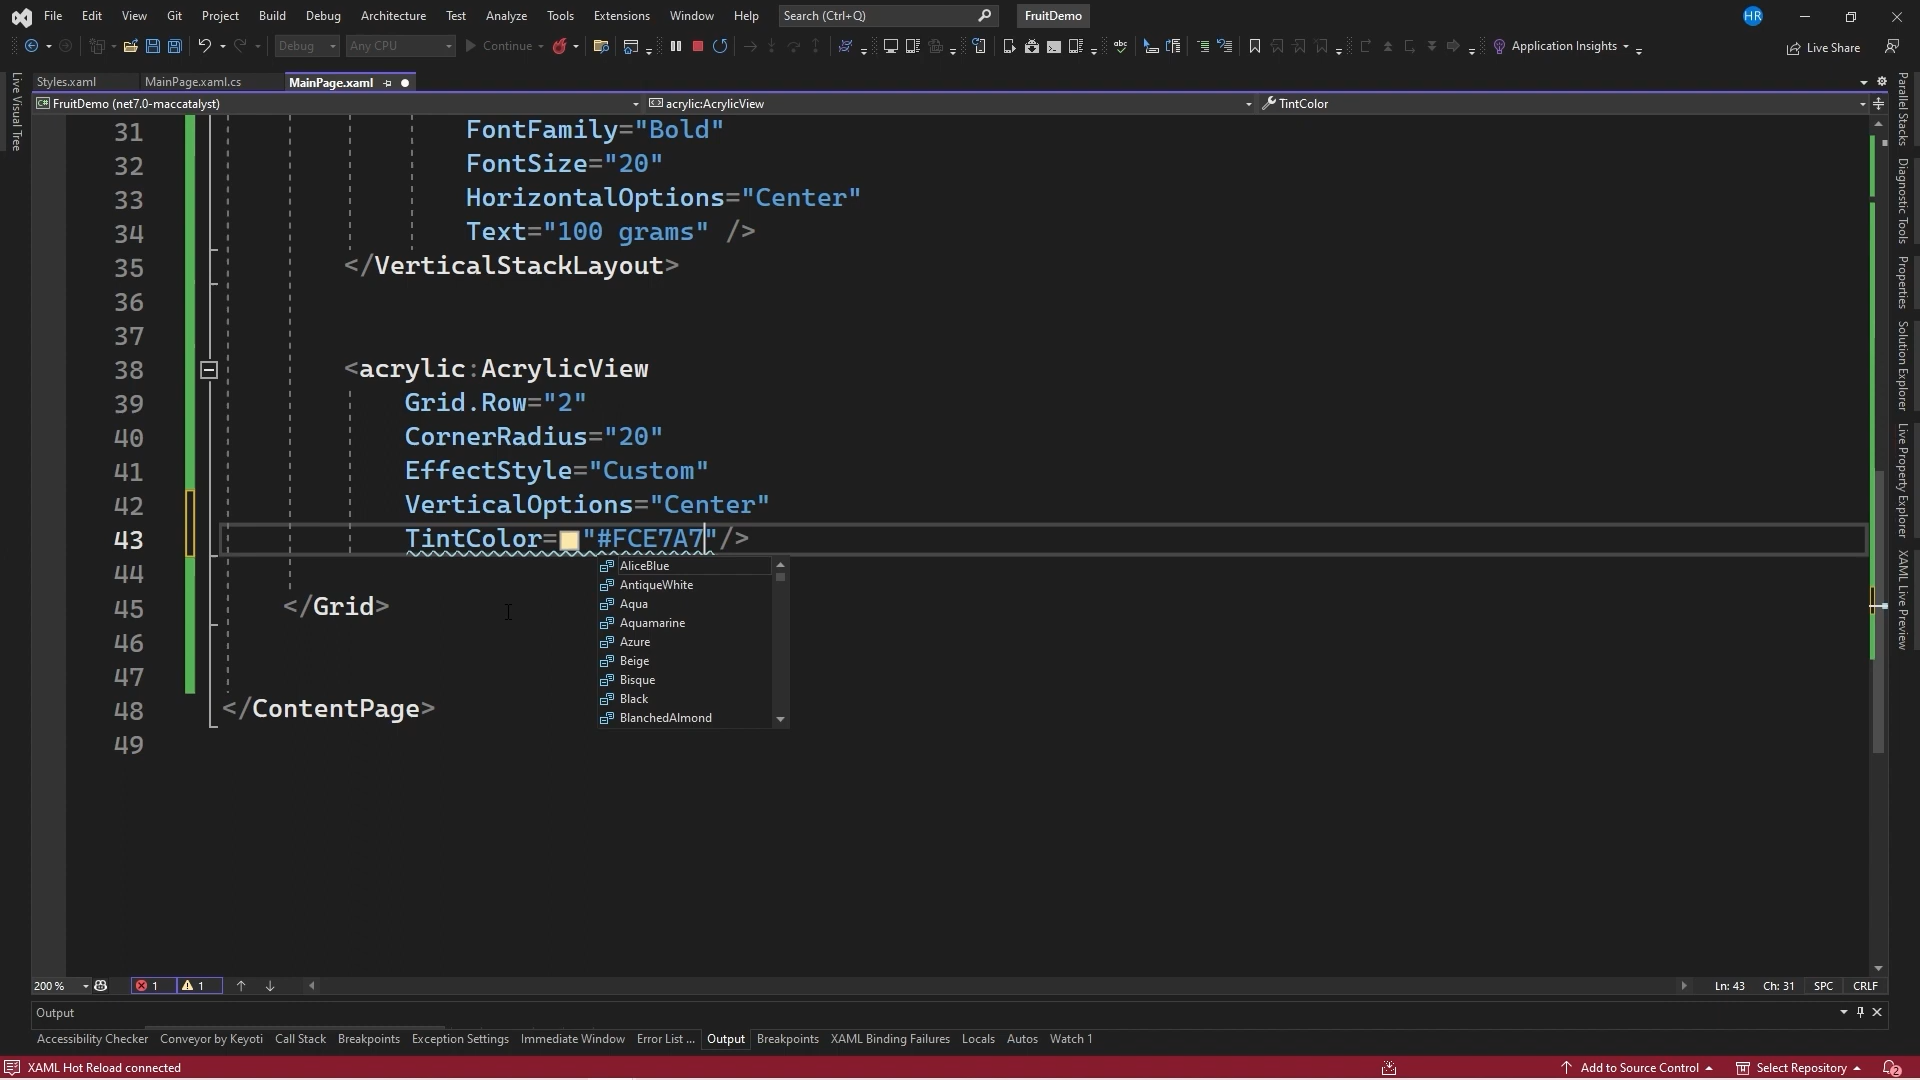 File Edit View Git Project Build Debug Architecture Test Analyze Tools Extensions Window Help Search (Ctrl+Q) FruitDemo HR
Debug Any CPU Continue Application Insights Live Share
Styles.xaml MainPage.xaml.cs MainPage.xaml
FruitDemo (net7.0-maccatalyst) acrylic:AcrylicView TintColor
Live Visual Tree
31 FontFamily="Bold"
32 FontSize="20"
33 HorizontalOptions="Center"
34 Text="100 grams" />
35 </VerticalStackLayout>
36
37
38 <acrylic:AcrylicView
39 Grid.Row="2"
40 CornerRadius="20"
41 EffectStyle="Custom"
42 VerticalOptions="Center"
43 TintColor="#FCE7A7"/>
44 AliceBlue
AntiqueWhite
45 </Grid> Aqua
Aquamarine
46 Azure
Beige
47 Bisque
Black
48 </ContentPage> BlanchedAlmond
49
Parallel Stacks
Diagnostic Tools
Properties
Solution Explorer
Live Property Explorer
XAML Live Preview
200 % 1 1 Ln: 43 Ch: 31 SPC CRLF
Output
Accessibility Checker Conveyor by Keyoti Call Stack Breakpoints Exception Settings Immediate Window Error List ... Output Breakpoints XAML Binding Failures Locals Autos Watch 1
XAML Hot Reload connected Add to Source Control Select Repository 2